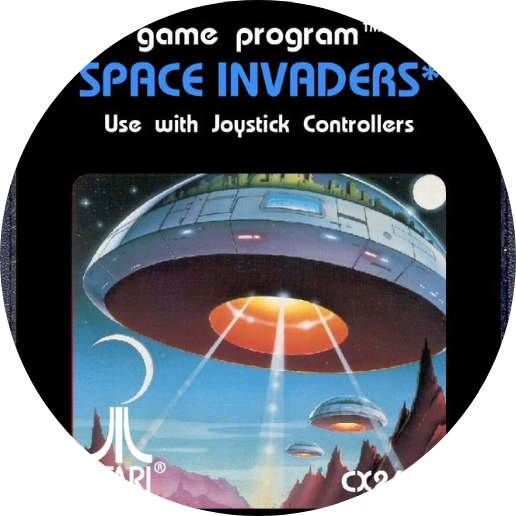 game program™
SPACE INVADERS*
Use with Joystick Controllers